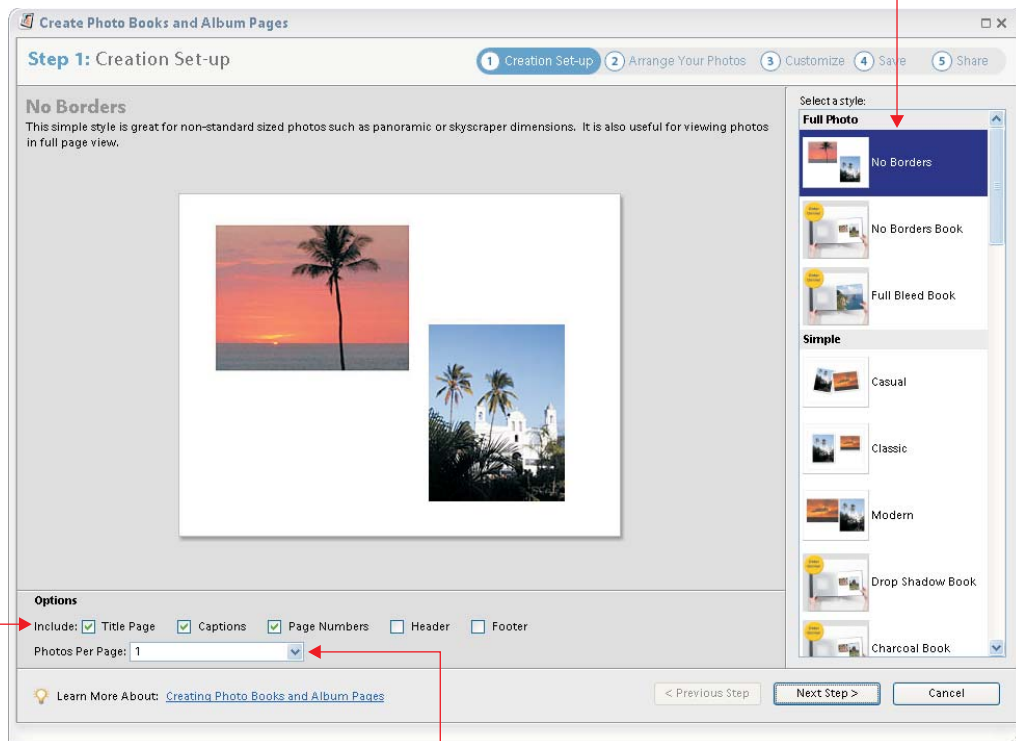 Create Photo Books and Album Pages
Step 1: Creation Set-up
1 Creation Set-up 2 Arrange Your Photos 3 Customize 4 Save 5 Share
No Borders
This simple style is great for non-standard sized photos such as panoramic or skyscraper dimensions. It is also useful for viewing photos
in full page view.
Select a style:
Full Photo
No Borders
No Borders Book
Full Bleed Book
Simple
Casual
Classic
Modern
Drop Shadow Book
Charcoal Book
Options
Include: Title Page Captions Page Numbers Header Footer
Photos Per Page: 1
Learn More About: Creating Photo Books and Album Pages
< Previous Step Next Step > Cancel